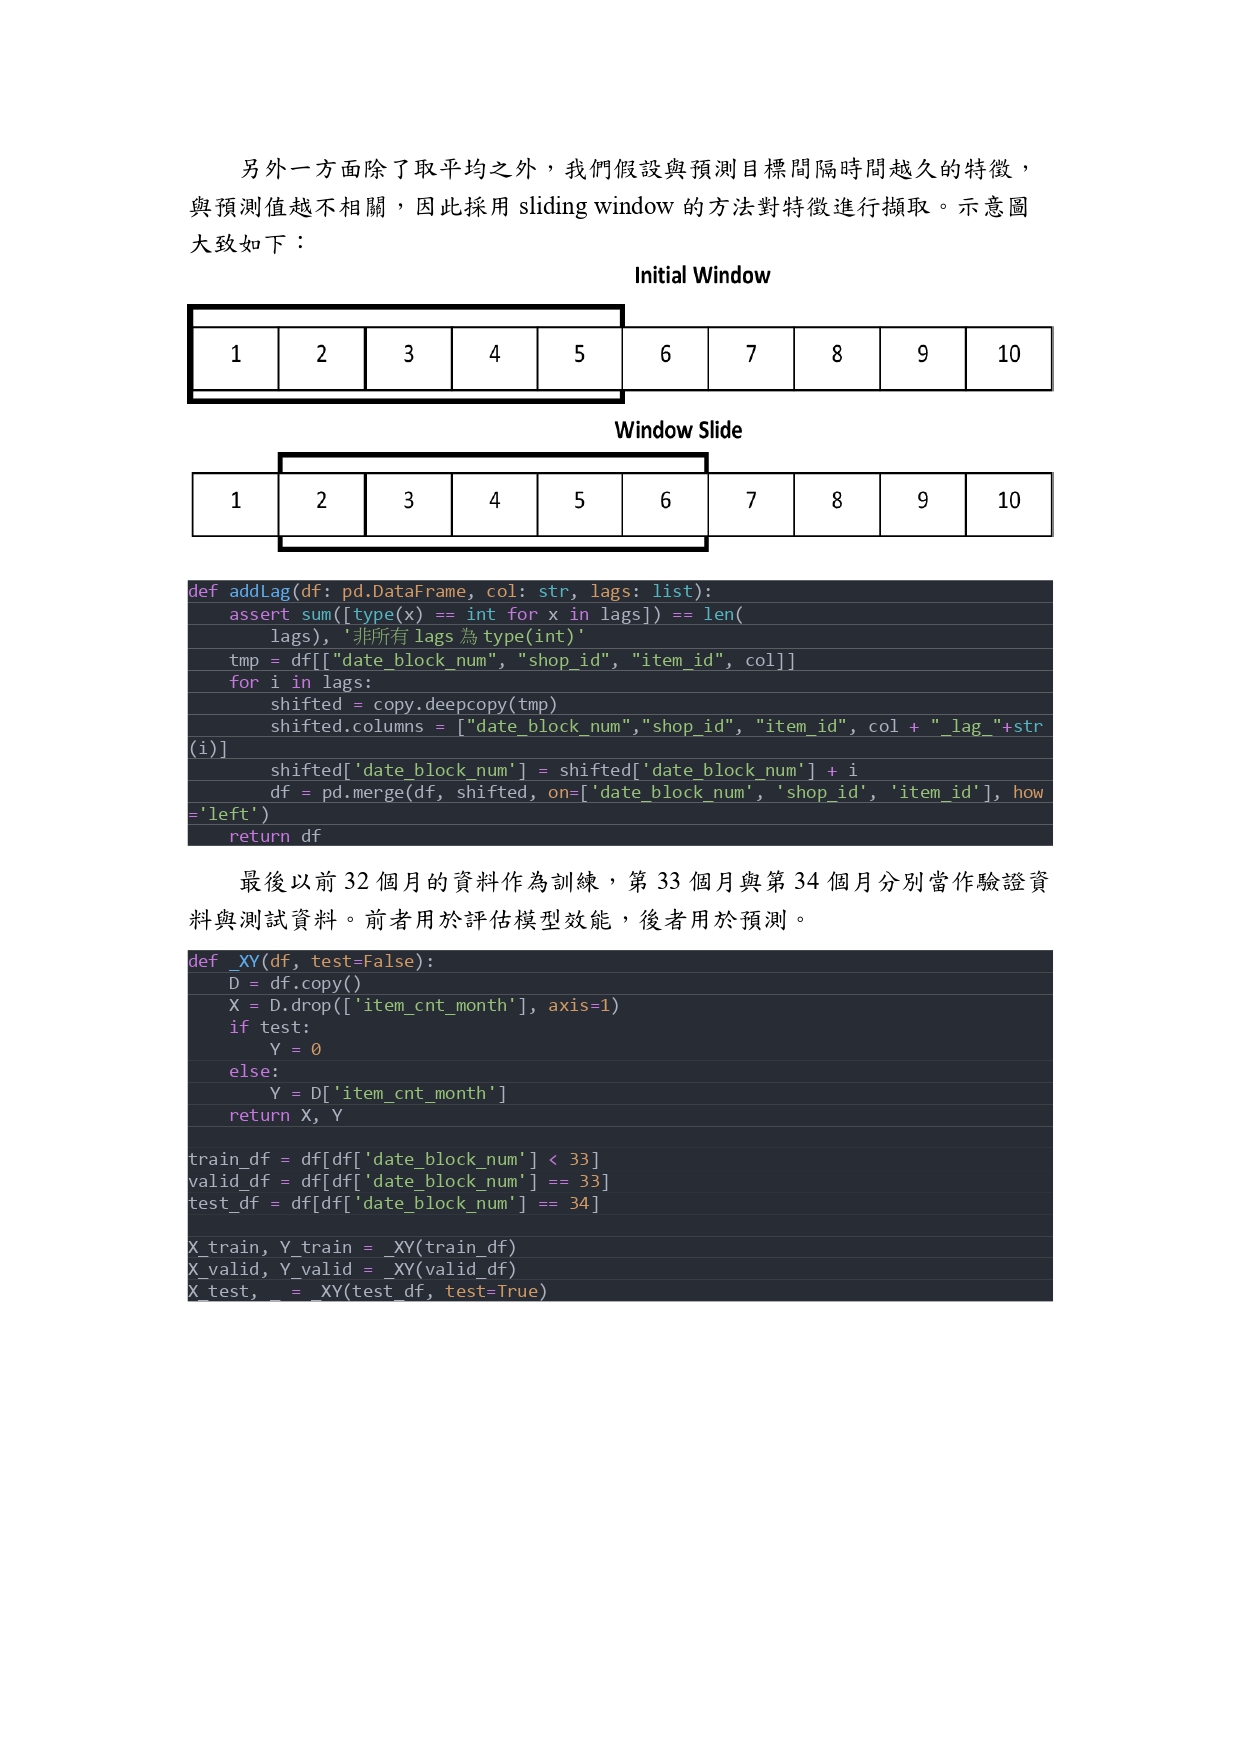 另外一方面除了取平均之外，我們假設與預測目標間隔時間越久的特徵，
與預測值越不相關，因此採用 sliding window 的方法對特徵進行擷取。示意圖
大致如下：
Initial Window
1 2 3 4 5 6 7 8 9 10
Window Slide
1 2 3 4 5 6 7 8 9 10
def addLag(df: pd.DataFrame, col: str, lags: list):
    assert sum([type(x) == int for x in lags]) == len(
        lags), '非所有 lags 為 type(int)'
    tmp = df[["date_block_num", "shop_id", "item_id", col]]
    for i in lags:
        shifted = copy.deepcopy(tmp)
        shifted.columns = ["date_block_num","shop_id", "item_id", col + "_lag_"+str
(i)]
        shifted['date_block_num'] = shifted['date_block_num'] + i
        df = pd.merge(df, shifted, on=['date_block_num', 'shop_id', 'item_id'], how
='left')
    return df
最後以前 32 個月的資料作為訓練，第 33 個月與第 34 個月分別當作驗證資
料與測試資料。前者用於評估模型效能，後者用於預測。
def _XY(df, test=False):
    D = df.copy()
    X = D.drop(['item_cnt_month'], axis=1)
    if test:
        Y = 0
    else:
        Y = D['item_cnt_month']
    return X, Y
train_df = df[df['date_block_num'] < 33]
valid_df = df[df['date_block_num'] == 33]
test_df = df[df['date_block_num'] == 34]
X_train, Y_train = _XY(train_df)
X_valid, Y_valid = _XY(valid_df)
X_test, _ = _XY(test_df, test=True)